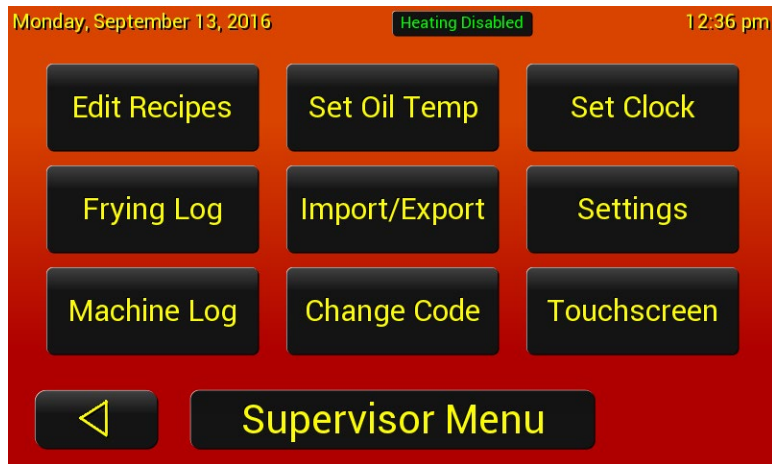 Monday, September 13, 2016 Heating Disabled 12:36 pm
Edit Recipes Set Oil Temp Set Clock
Frying Log Import/Export Settings
Machine Log Change Code Touchscreen
Supervisor Menu